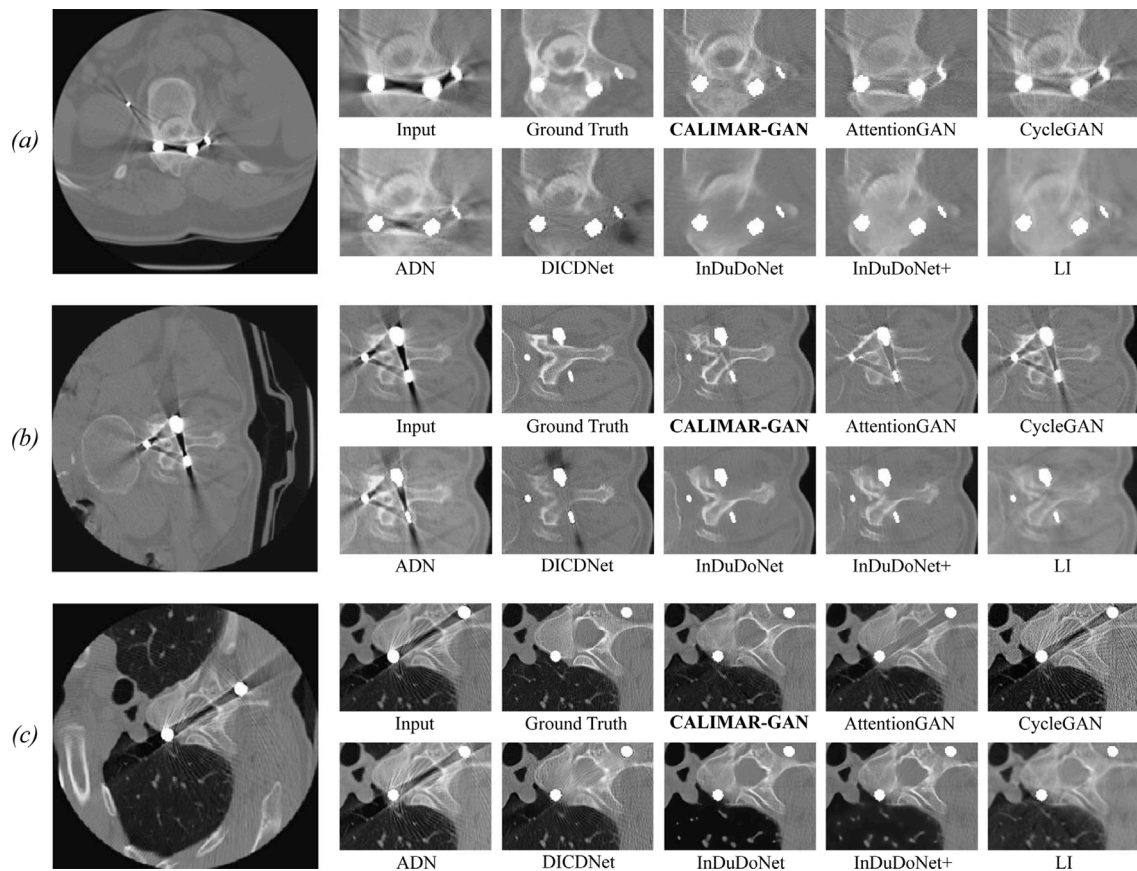 (a)
Input Ground Truth CALIMAR-GAN AttentionGAN CycleGAN
ADN DICDNet InDuDoNet InDuDoNet+ LI
(b)
Input Ground Truth CALIMAR-GAN AttentionGAN CycleGAN
ADN DICDNet InDuDoNet InDuDoNet+ LI
(c)
Input Ground Truth CALIMAR-GAN AttentionGAN CycleGAN
ADN DICDNet InDuDoNet InDuDoNet+ LI